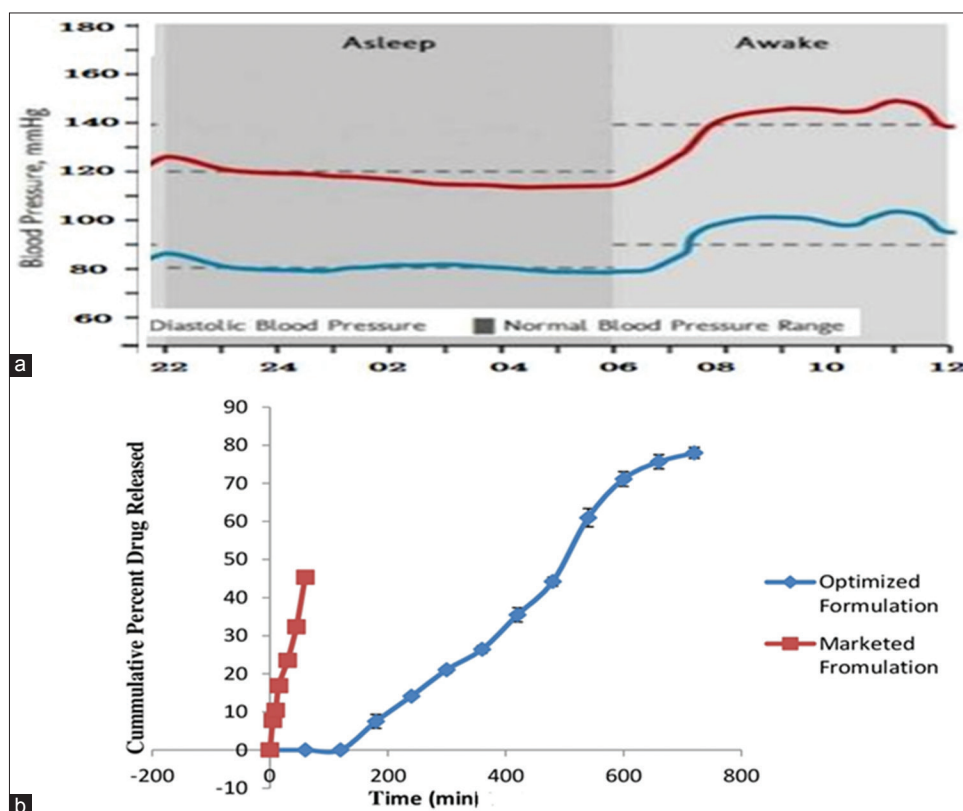 180
160
140
120
100
80
60
Blood Pressure, mmHg
Asleep Awake
Diastolic Blood Pressure Normal Blood Pressure Range
22 24 02 04 06 08 10 12
a
90
80
70
60
50
40
30
20
10
0
-10
Cummulative Percent Drug Released
-200 0 200 400 600 800
Time (min)
Optimized
Formulation
Marketed
Fromulation
b